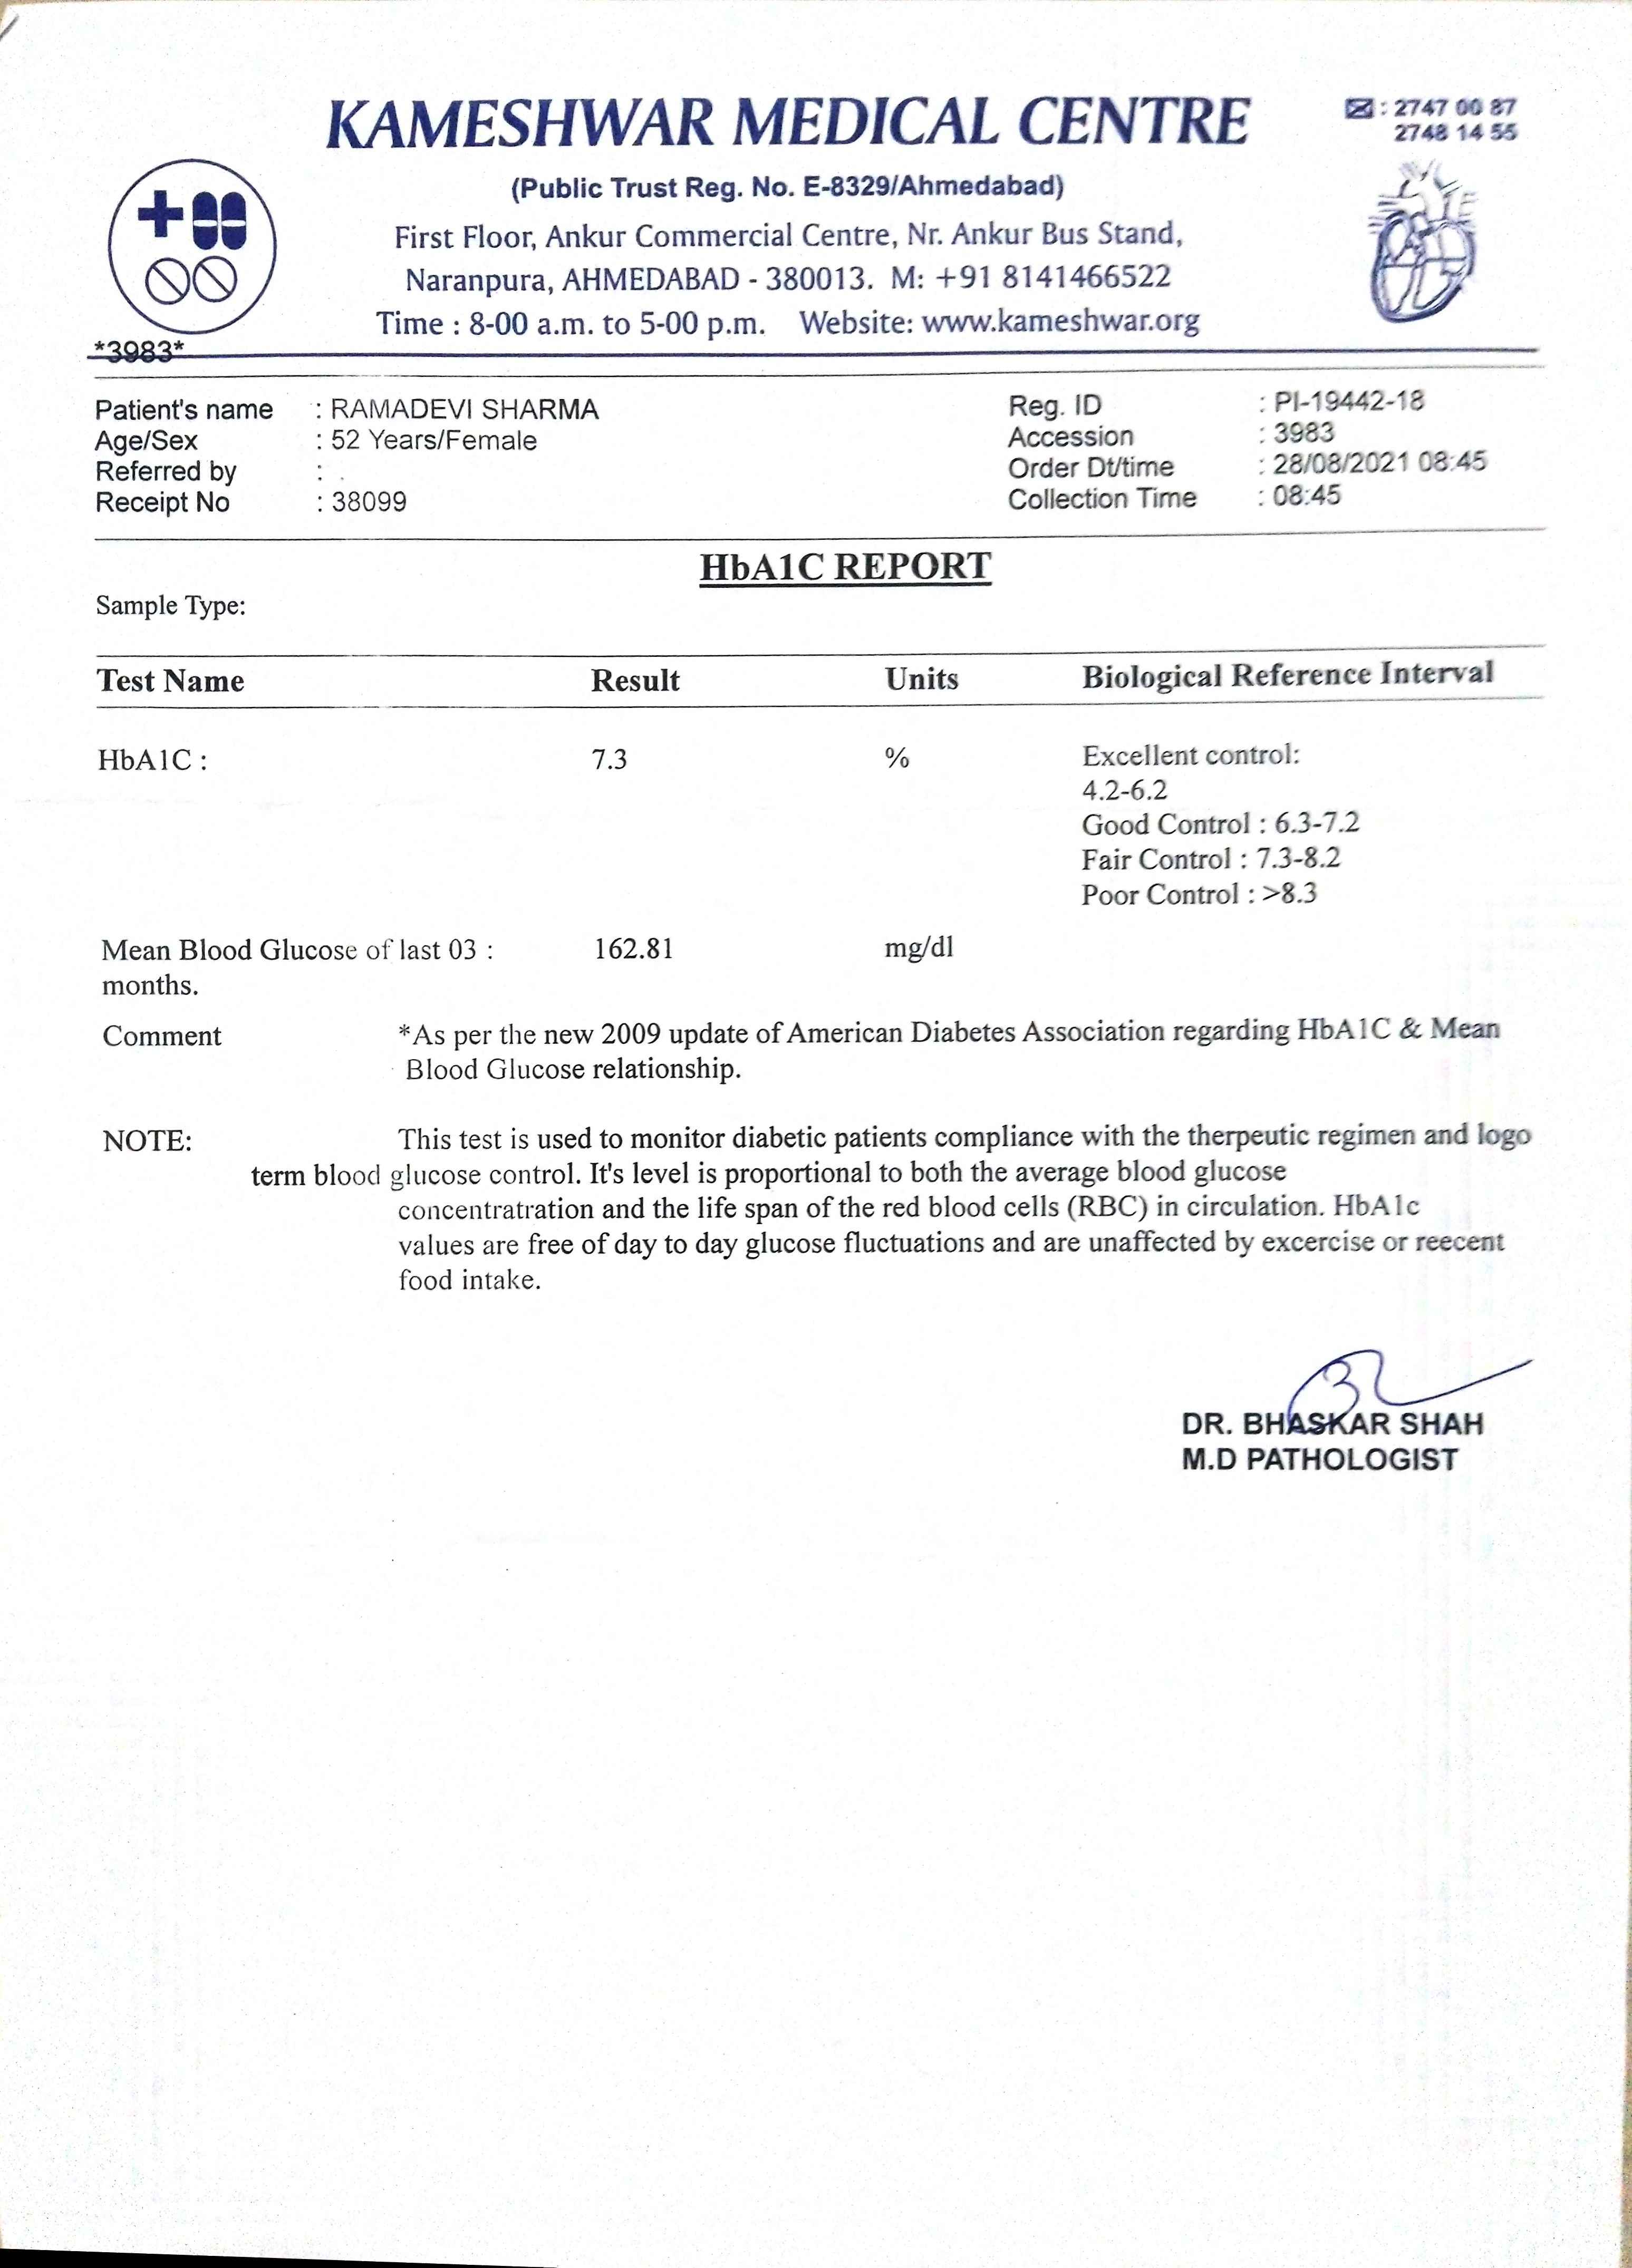 KAMESHWAR MEDICAL CENTRE
: 2747 00 87
2748 14 55
(Public Trust Reg. No. E-8329/Ahmedabad)
First Floor, Ankur Commercial Centre, Nr. Ankur Bus Stand,
Naranpura, AHMEDABAD - 380013. M: +91 8141466522
Time : 8-00 a.m. to 5-00 p.m. Website: www.kameshwar.org
*3983*
Patient's name : RAMADEVI SHARMA Reg. ID : PI-19442-18
Age/Sex : 52 Years/Female Accession : 3983
Referred by : . Order Dt/time : 28/08/2021 08:45
Receipt No : 38099 Collection Time : 08:45
HbA1C REPORT
Sample Type:
Test Name Result Units Biological Reference Interval
HbA1C : 7.3 % Excellent control:
4.2-6.2
Good Control : 6.3-7.2
Fair Control : 7.3-8.2
Poor Control : >8.3
Mean Blood Glucose of last 03 : 162.81 mg/dl
months.
Comment *As per the new 2009 update of American Diabetes Association regarding HbA1C & Mean
Blood Glucose relationship.
NOTE: This test is used to monitor diabetic patients compliance with the therpeutic regimen and logo
term blood glucose control. It's level is proportional to both the average blood glucose
concentratration and the life span of the red blood cells (RBC) in circulation. HbA1c
values are free of day to day glucose fluctuations and are unaffected by excercise or reecent
food intake.
DR. BHASKAR SHAH
M.D PATHOLOGIST